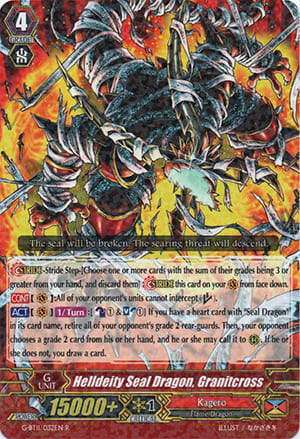 4
GRADE
The seal will be broken. The searing threat will descend.
STRIDE -Stride Step-[Choose one or more cards with the sum of their grades being 3 or
greater from your hand, and discard them] STRIDE this card on your from face down.
CONT :All of your opponent's units cannot intercept.
ACT 1/Turn : & If you have a heart card with "Seal Dragon"
in its card name, retire all of your opponent's grade 2 rear-guards. Then, your opponent
chooses a grade 2 card from his or her hand, and he or she may call it to . If he or
she does not, you draw a card.
G
UNIT
Helldeity Seal Dragon, Granitcross
POWER
15000+
1
CRITICAL
Kagero
Flame Dragon
G-BT11/032EN R
ILLUST.